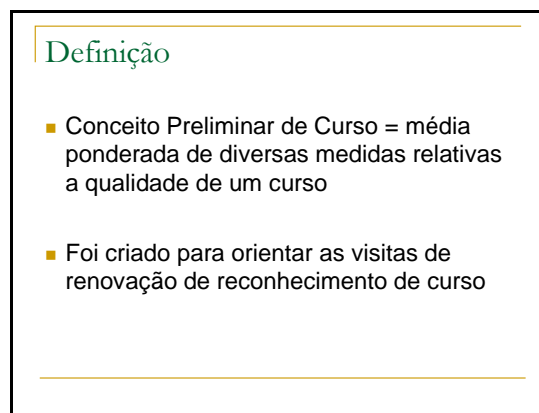 Definição
Conceito Preliminar de Curso = média
ponderada de diversas medidas relativas
a qualidade de um curso
Foi criado para orientar as visitas de
renovação de reconhecimento de curso